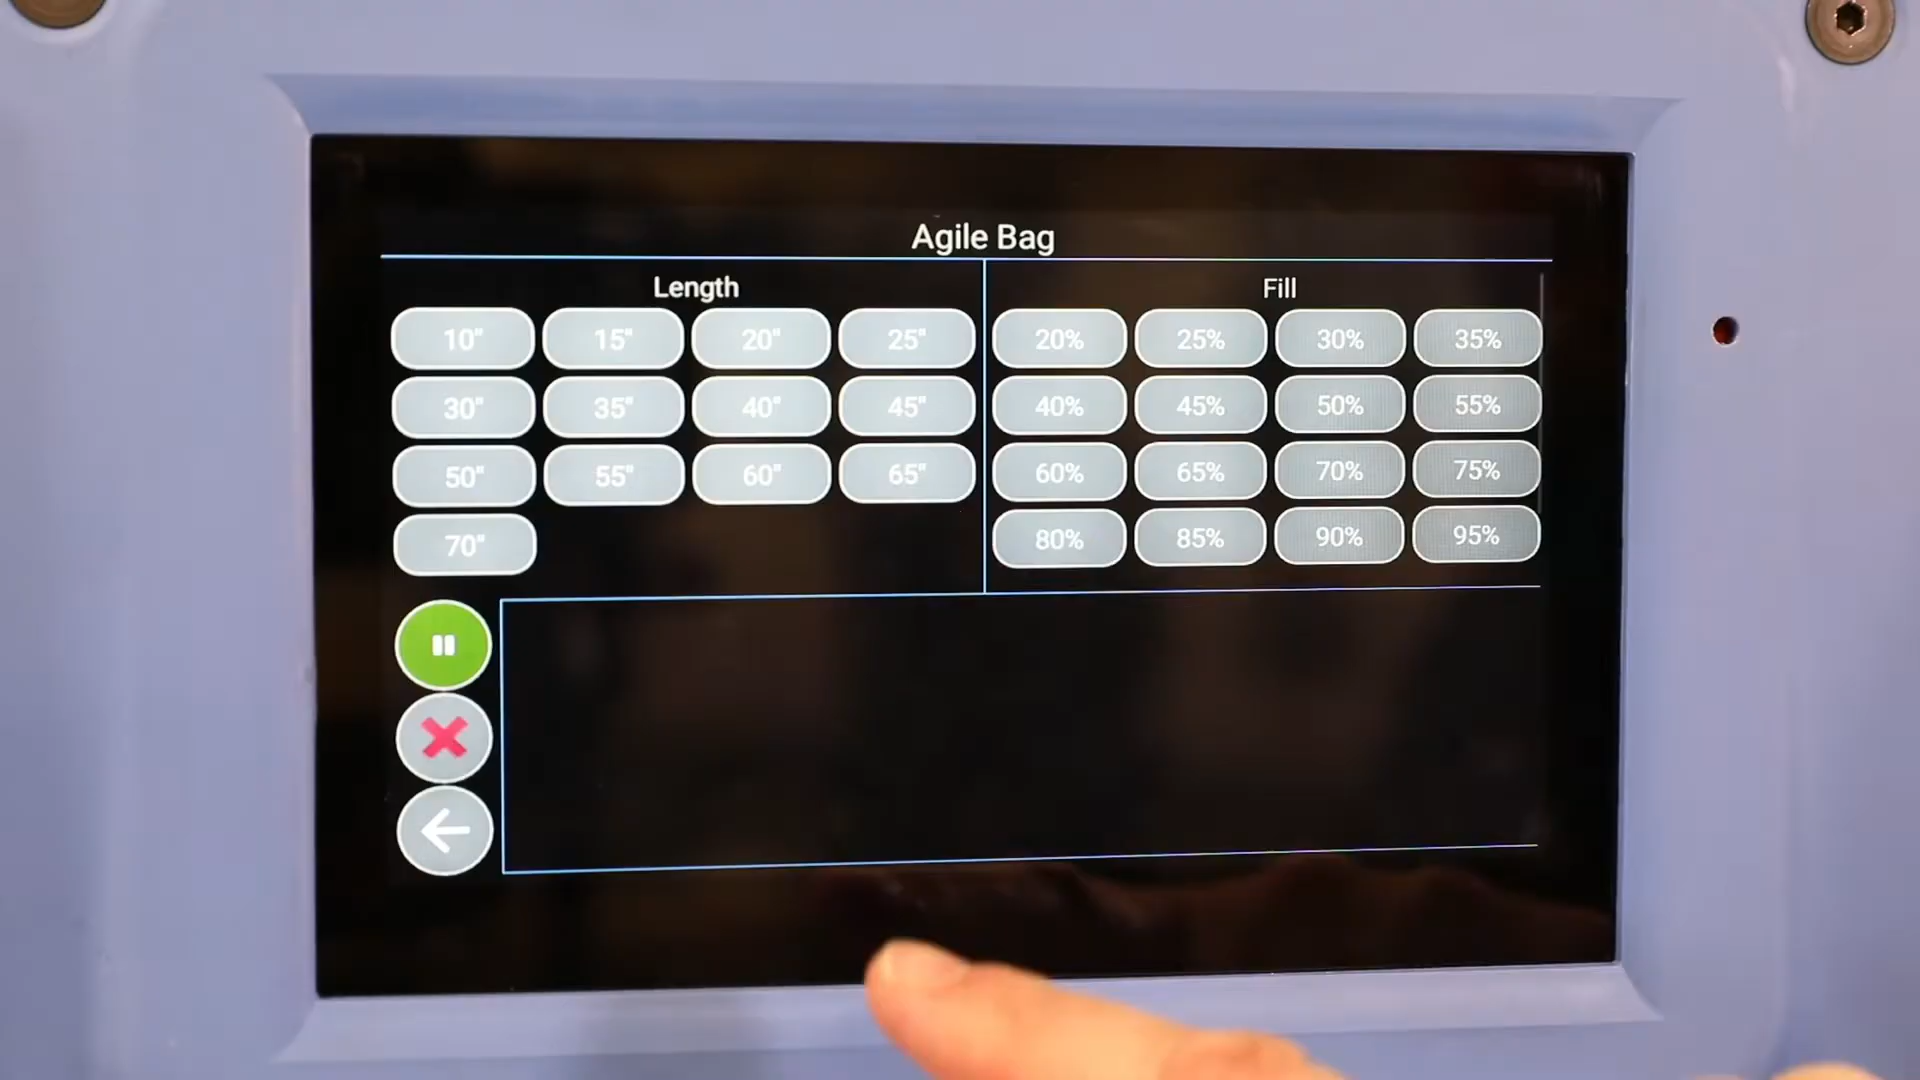 Agile Bag
Length
10" 15" 20" 25"
30" 35" 40" 45"
50" 55" 60" 65"
70"
Fill
20% 25% 30% 35%
40% 45% 50% 55%
60% 65% 70% 75%
80% 85% 90% 95%